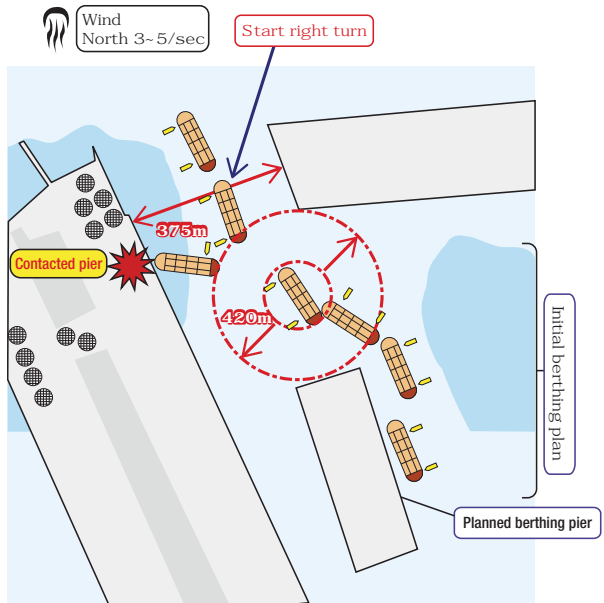 Wind
North 3~5/sec
Start right turn
375m
Contacted pier
420m
Initial berthing plan
Planned berthing pier